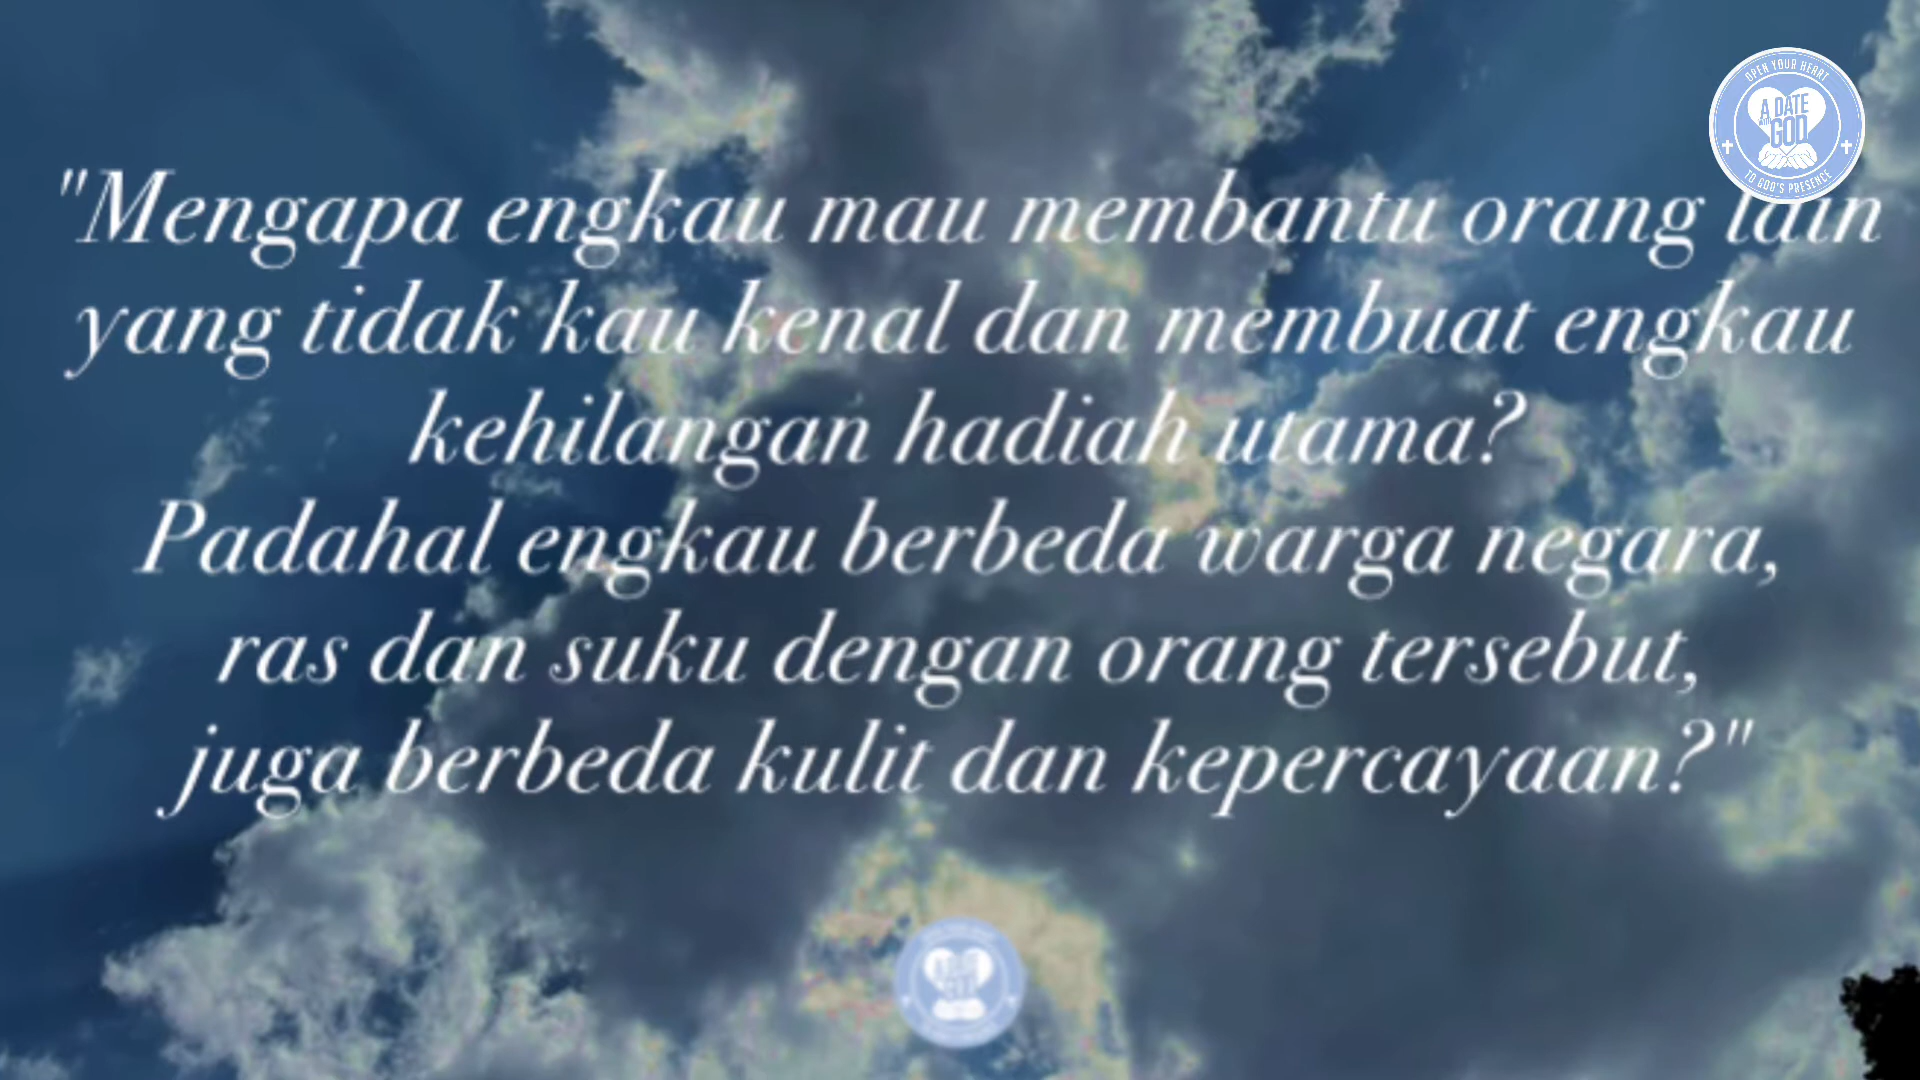 OPEN YOUR HEART
A DATE
WITH
GOD
TO GOD'S PRESENCE
"Mengapa engkau mau membantu orang lain
yang tidak kau kenal dan membuat engkau
kehilangan hadiah utama?
Padahal engkau berbeda warga negara,
ras dan suku dengan orang tersebut,
juga berbeda kulit dan kepercayaan?"